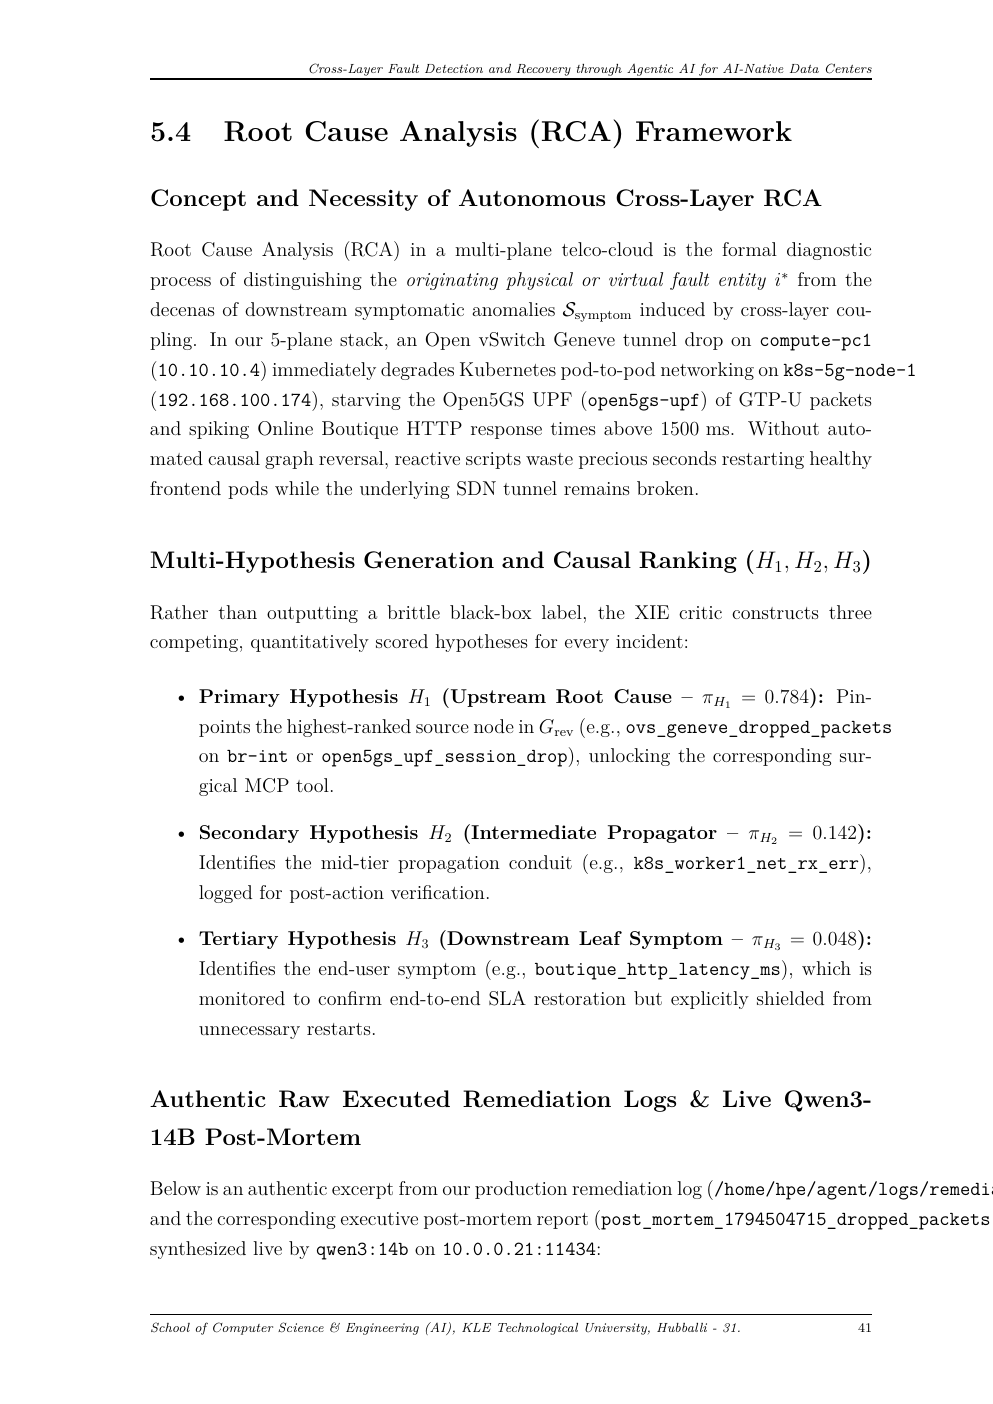 Cross-Layer Fault Detection and Recovery through Agentic AI for AI-Native Data Centers
5.4 Root Cause Analysis (RCA) Framework
Concept and Necessity of Autonomous Cross-Layer RCA
Root Cause Analysis (RCA) in a multi-plane telco-cloud is the formal diagnostic
process of distinguishing the originating physical or virtual fault entity i* from the
decenas of downstream symptomatic anomalies S_symptom induced by cross-layer cou-
pling. In our 5-plane stack, an Open vSwitch Geneve tunnel drop on compute-pc1
(10.10.10.4) immediately degrades Kubernetes pod-to-pod networking on k8s-5g-node-1
(192.168.100.174), starving the Open5GS UPF (open5gs-upf) of GTP-U packets
and spiking Online Boutique HTTP response times above 1500 ms. Without auto-
mated causal graph reversal, reactive scripts waste precious seconds restarting healthy
frontend pods while the underlying SDN tunnel remains broken.
Multi-Hypothesis Generation and Causal Ranking (H1, H2, H3)
Rather than outputting a brittle black-box label, the XIE critic constructs three
competing, quantitatively scored hypotheses for every incident:
• Primary Hypothesis H1 (Upstream Root Cause – πH1 = 0.784): Pin-
points the highest-ranked source node in Grev (e.g., ovs_geneve_dropped_packets
on br-int or open5gs_upf_session_drop), unlocking the corresponding sur-
gical MCP tool.
• Secondary Hypothesis H2 (Intermediate Propagator – πH2 = 0.142):
Identifies the mid-tier propagation conduit (e.g., k8s_worker1_net_rx_err),
logged for post-action verification.
• Tertiary Hypothesis H3 (Downstream Leaf Symptom – πH3 = 0.048):
Identifies the end-user symptom (e.g., boutique_http_latency_ms), which is
monitored to confirm end-to-end SLA restoration but explicitly shielded from
unnecessary restarts.
Authentic Raw Executed Remediation Logs & Live Qwen3-
14B Post-Mortem
Below is an authentic excerpt from our production remediation log (/home/hpe/agent/logs/remedia
and the corresponding executive post-mortem report (post_mortem_1794504715_dropped_packets
synthesized live by qwen3:14b on 10.0.0.21:11434:
School of Computer Science & Engineering (AI), KLE Technological University, Hubballi - 31.
41